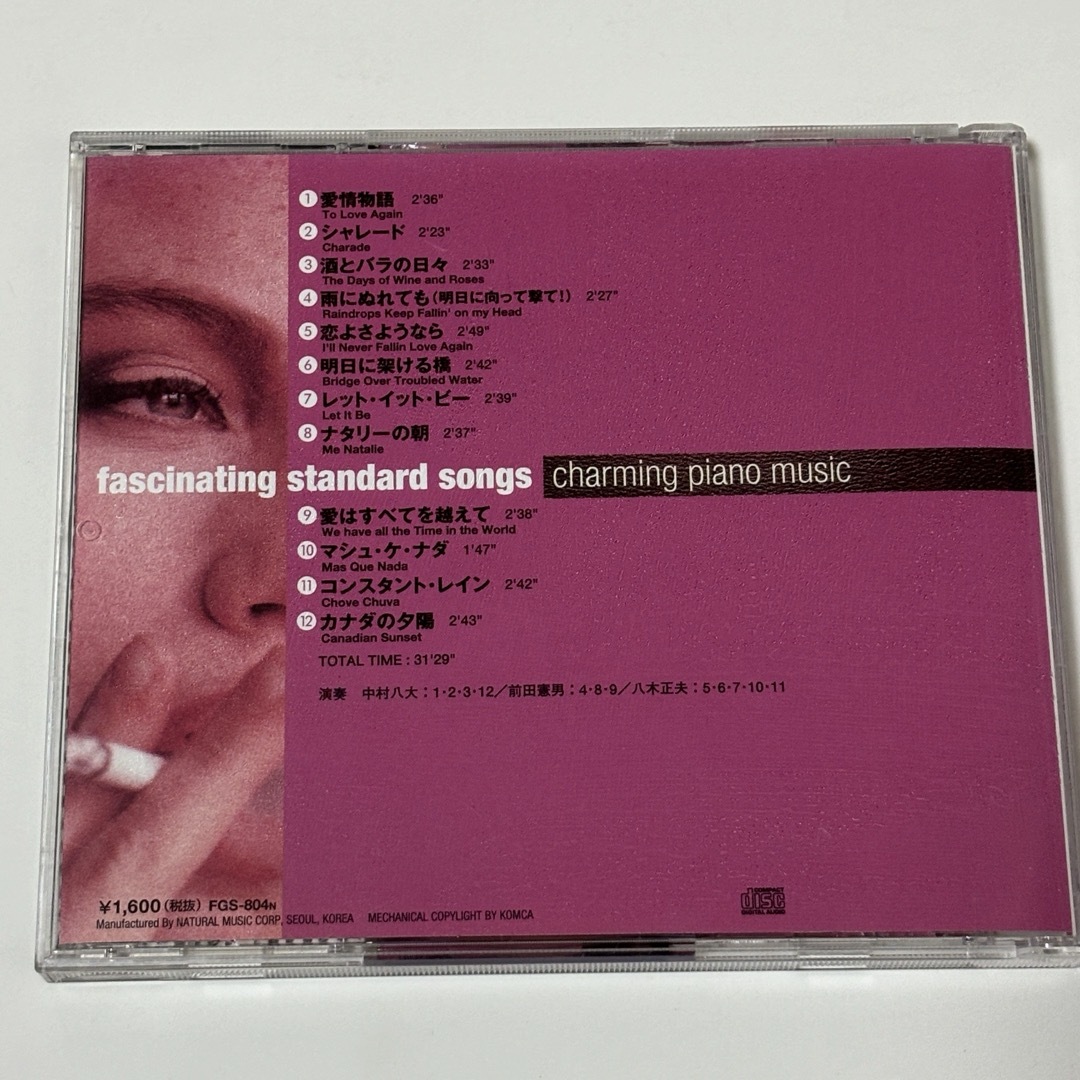 1 愛情物語 2'36"
To Love Again
2 シャレード 2'23"
Charade
3 酒とバラの日々 2'33"
The Days of Wine and Roses
4 雨にぬれても(明日に向って撃て!) 2'27"
Raindrops Keep Fallin' on my Head
5 恋よさようなら 2'49"
I'll Never Fallin Love Again
6 明日に架ける橋 2'42"
Bridge Over Troubled Water
7 レット・イット・ビー 2'39"
Let It Be
8 ナタリーの朝 2'37"
Me Natalie
fascinating standard songs charming piano music
9 愛はすべてを越えて 2'38"
We have all the Time in the World
10 マシュ・ケ・ナダ 1'47"
Mas Que Nada
11 コンスタント・レイン 2'42"
Chove Chuva
12 カナダの夕陽 2'43"
Canadian Sunset
TOTAL TIME : 31'29"
演奏 中村八大:1・2・3・12/前田憲男:4・8・9/八木正夫:5・6・7・10・11
¥1,600(税抜) FGS-804N
Manufactured By NATURAL MUSIC CORP, SEOUL, KOREA MECHANICAL COPYLIGHT BY KOMCA
COMPACT
disc
DIGITAL AUDIO